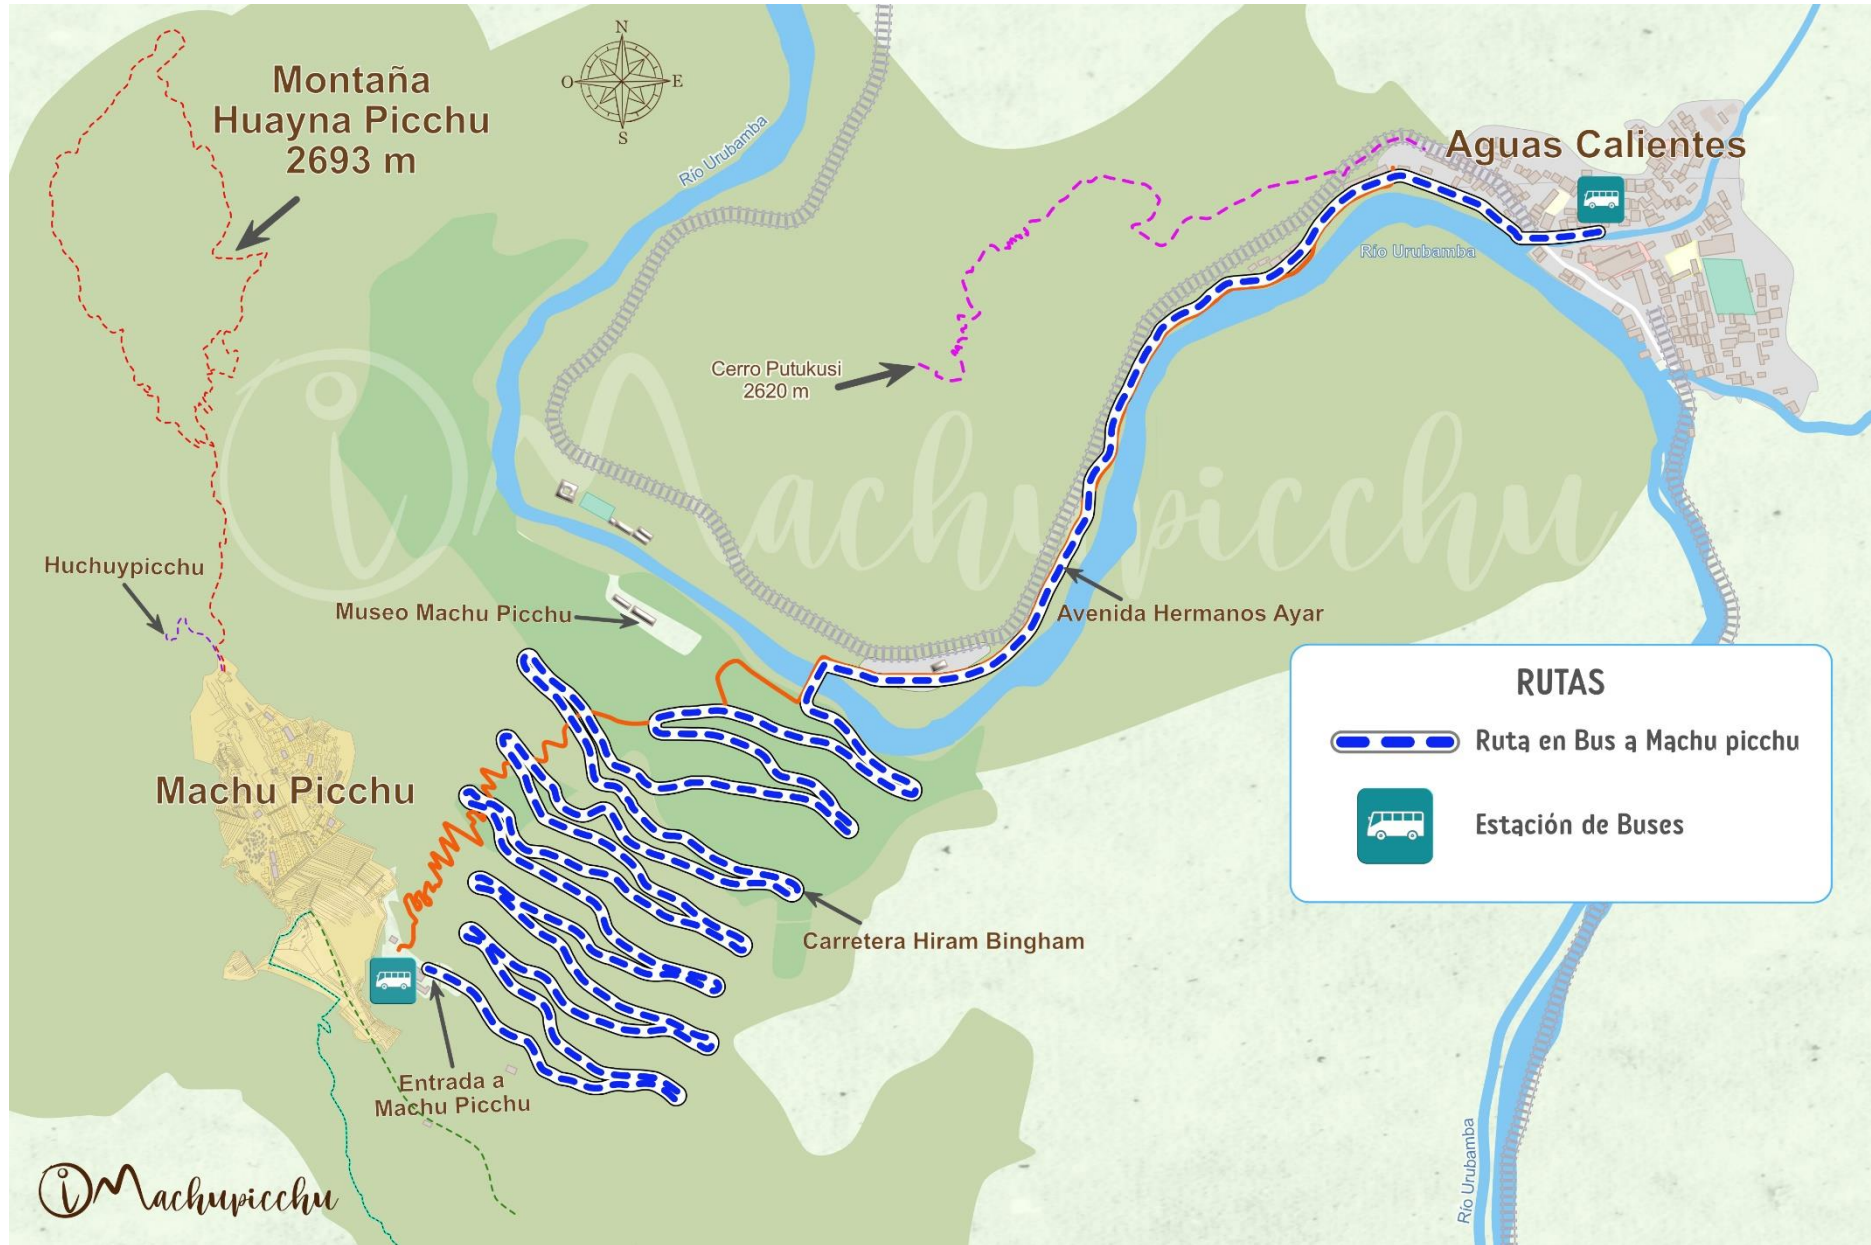 N
O
E
S
Montaña
Huayna Picchu
2693 m
Río Urubamba
Aguas Calientes
Río Urubamba
Cerro Putukusi
2620 m
iMachupicchu
Huchuypicchu
Museo Machu Picchu
Avenida Hermanos Ayar
RUTAS
Ruta en Bus a Machu picchu
Estación de Buses
Machu Picchu
Carretera Hiram Bingham
Entrada a
Machu Picchu
Río Urubamba
iMachupicchu